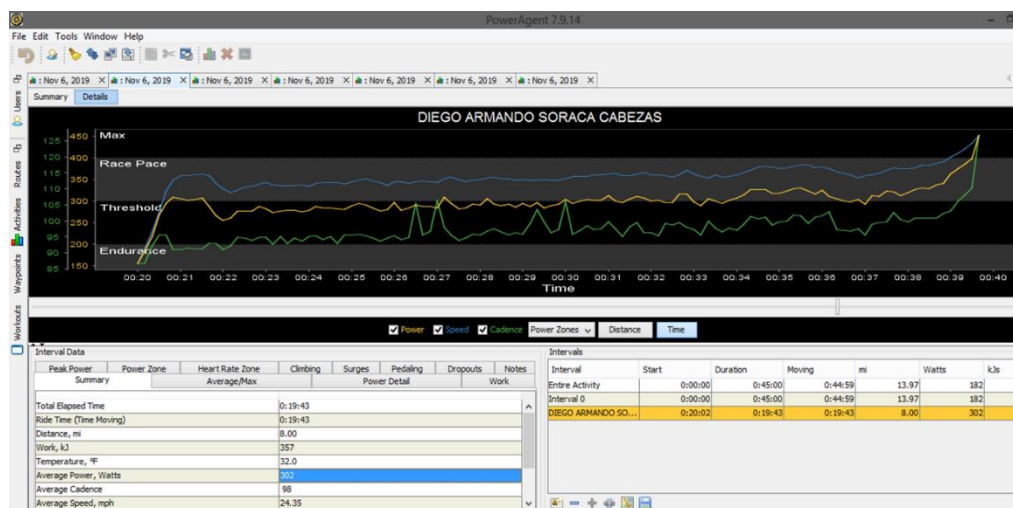 PowerAgent 7.9.14
File Edit Tools Window Help
: Nov 6, 2019 X : Nov 6, 2019 X : Nov 6, 2019 X : Nov 6, 2019 X : Nov 6, 2019 X : Nov 6, 2019 X : Nov 6, 2019 X
Users
Routes
Activities
Waypoints
Workouts
Summary Details
DIEGO ARMANDO SORACA CABEZAS
125 450 Max
120 400 Race Pace
115 350
110
105 300 Threshold
100 250
95 200 Endurance
90
85 150
00:20 00:21 00:22 00:23 00:24 00:25 00:26 00:27 00:28 00:29 00:30 00:31 00:32 00:33 00:34 00:35 00:36 00:37 00:38 00:39 00:40
Time
Power Speed Cadence Power Zones Distance Time
Interval Data
Peak Power Power Zone Heart Rate Zone Climbing Surges Pedaling Dropouts Notes
Summary Average/Max Power Detail Work
Total Elapsed Time 0:19:43
Ride Time (Time Moving) 0:19:43
Distance, mi 8.00
Work, kJ 357
Temperature, °F 32.0
Average Power, Watts 302
Average Cadence 98
Average Speed, mph 24.35
Intervals
Interval Start Duration Moving mi Watts kJs
Entire Activity 0:00:00 0:45:00 0:44:59 13.97 182
Interval 0 0:00:00 0:45:00 0:44:59 13.97 182
DIEGO ARMANDO SO... 0:20:02 0:19:43 0:19:43 8.00 302